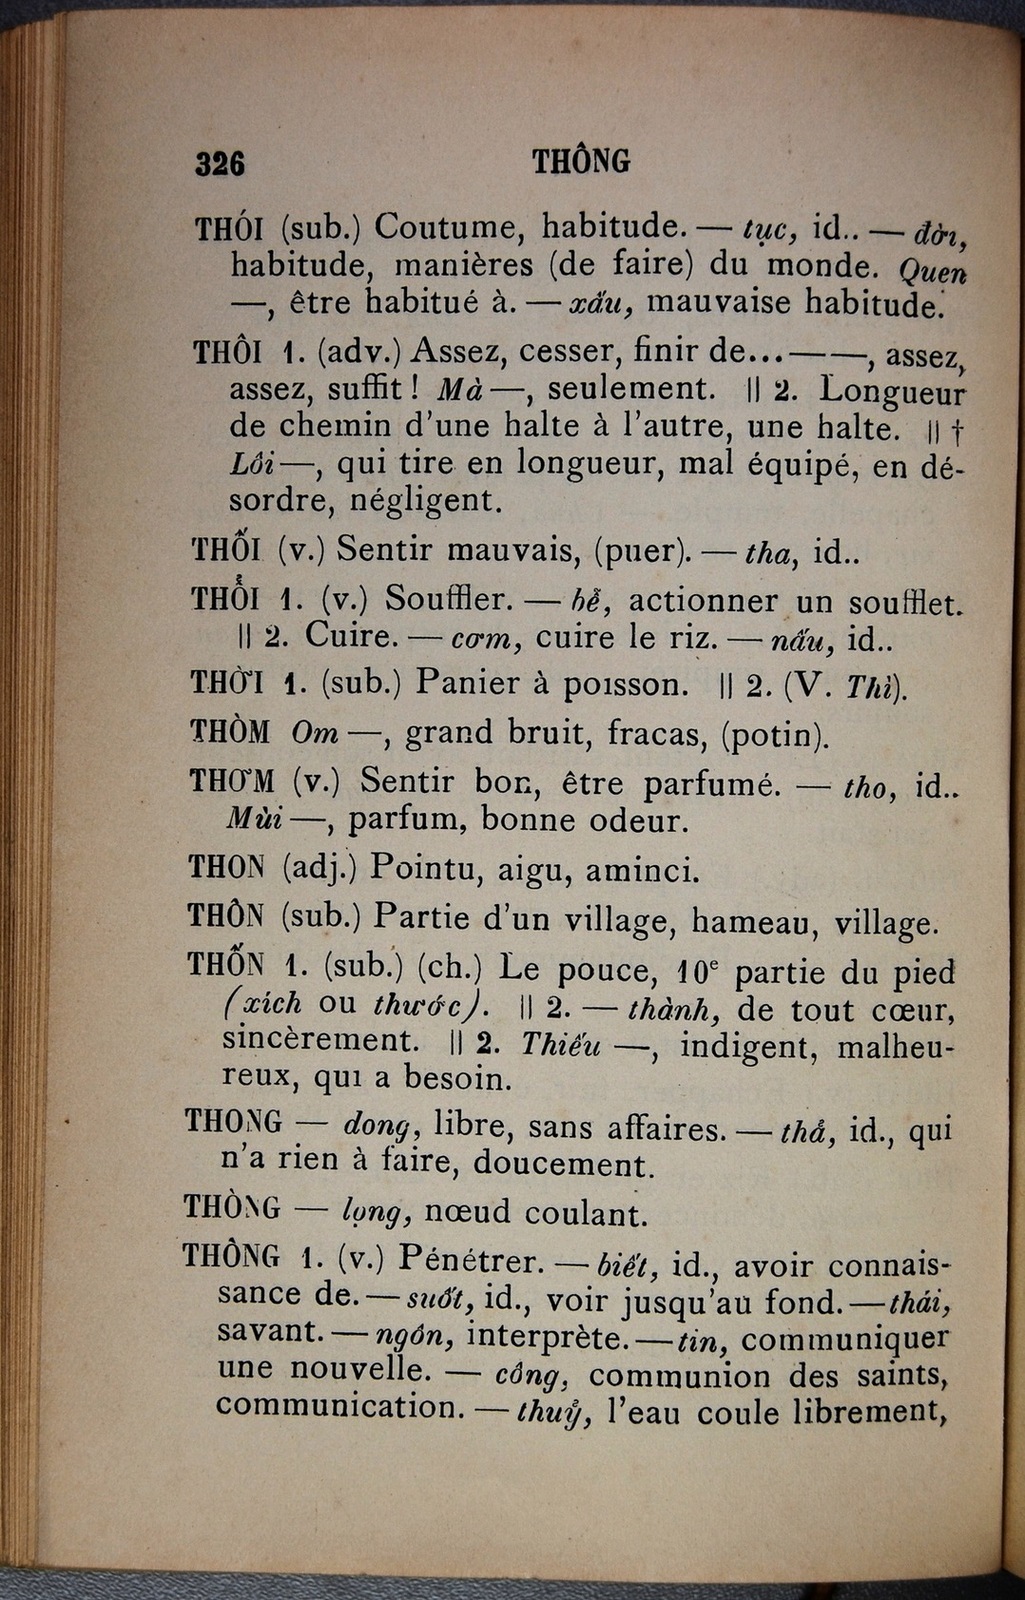 326 THÔNG
THÓI (sub.) Coutume, habitude. — tục, id.. — đời,
habitude, manières (de faire) du monde. Quen
—, être habitué à. — xấu, mauvaise habitude.
THÔI 1. (adv.) Assez, cesser, finir de... — —, assez,
assez, suffit ! Mà —, seulement. || 2. Longueur
de chemin d'une halte à l'autre, une halte. || †
Lôi —, qui tire en longueur, mal équipé, en dé-
sordre, négligent.
THỐI (v.) Sentir mauvais, (puer). — tha, id..
THỔI 1. (v.) Souffler. — bể, actionner un soufflet.
|| 2. Cuire. — cơm, cuire le riz. — nấu, id..
THỜI 1. (sub.) Panier à poisson. || 2. (V. Thì).
THÒM Om —, grand bruit, fracas, (potin).
THƠM (v.) Sentir bon, être parfumé. — tho, id..
Mùi —, parfum, bonne odeur.
THON (adj.) Pointu, aigu, aminci.
THÔN (sub.) Partie d'un village, hameau, village.
THỐN 1. (sub.) (ch.) Le pouce, 10e partie du pied
(xích ou thước). || 2. — thành, de tout cœur,
sincèrement. || 2. Thiếu —, indigent, malheu-
reux, qui a besoin.
THONG — dong, libre, sans affaires. — thả, id., qui
n'a rien à faire, doucement.
THÒNG — lọng, nœud coulant.
THÔNG 1. (v.) Pénétrer. — biết, id., avoir connais-
sance de. — suốt, id., voir jusqu'au fond. — thái,
savant. — ngôn, interprète. — tin, communiquer
une nouvelle. — công, communion des saints,
communication. — thuỷ, l'eau coule librement,